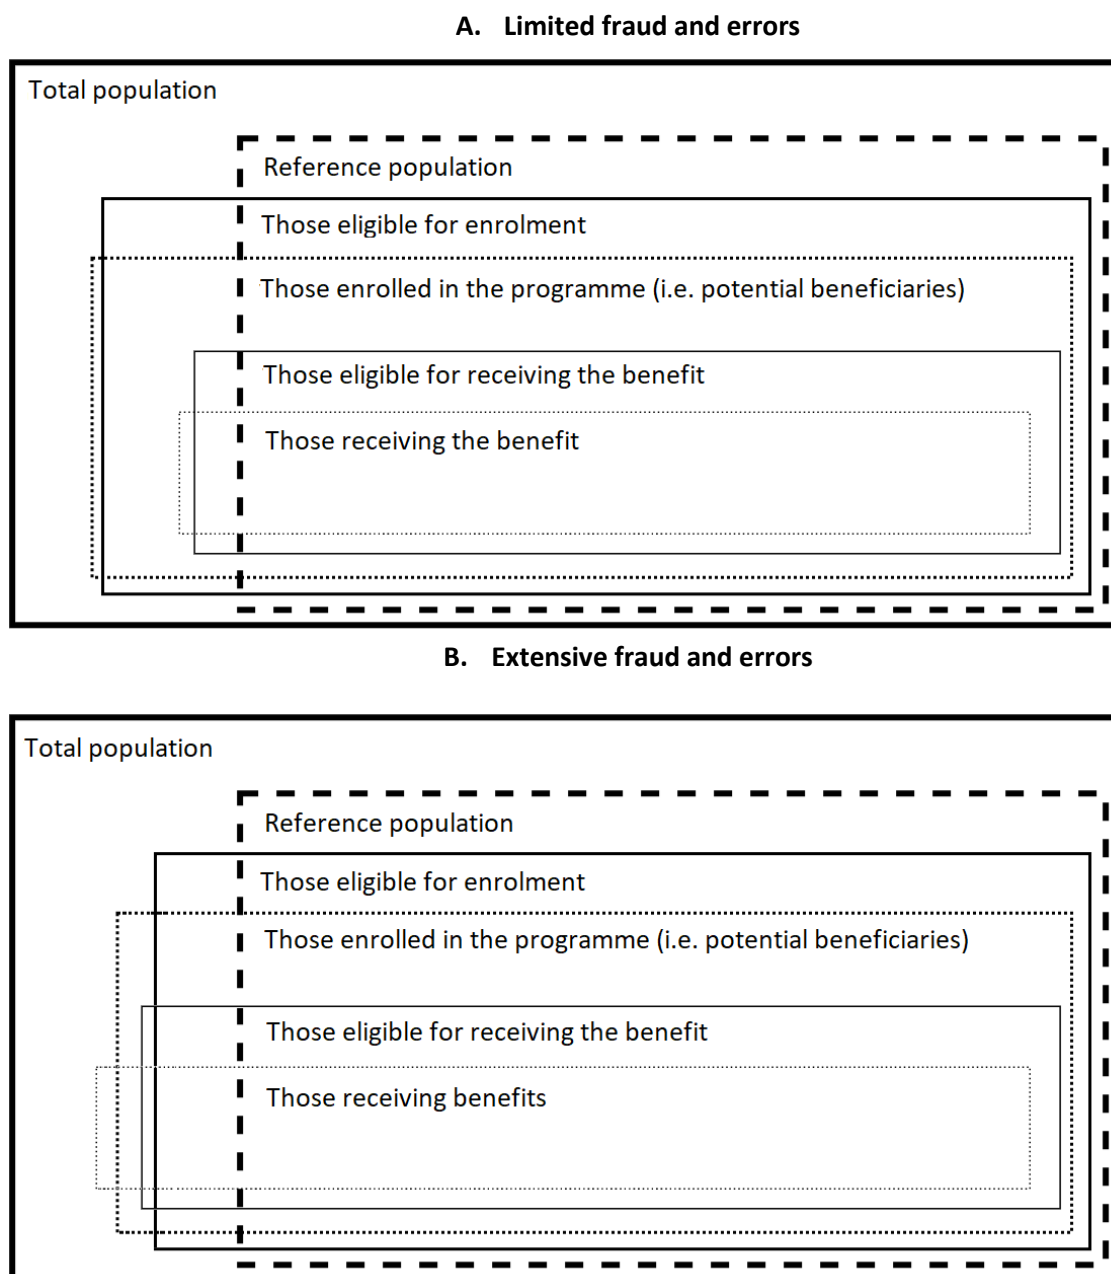 A. Limited fraud and errors
Total population
Reference population
Those eligible for enrolment
Those enrolled in the programme (i.e. potential beneficiaries)
Those eligible for receiving the benefit
Those receiving the benefit
B. Extensive fraud and errors
Total population
Reference population
Those eligible for enrolment
Those enrolled in the programme (i.e. potential beneficiaries)
Those eligible for receiving the benefit
Those receiving benefits